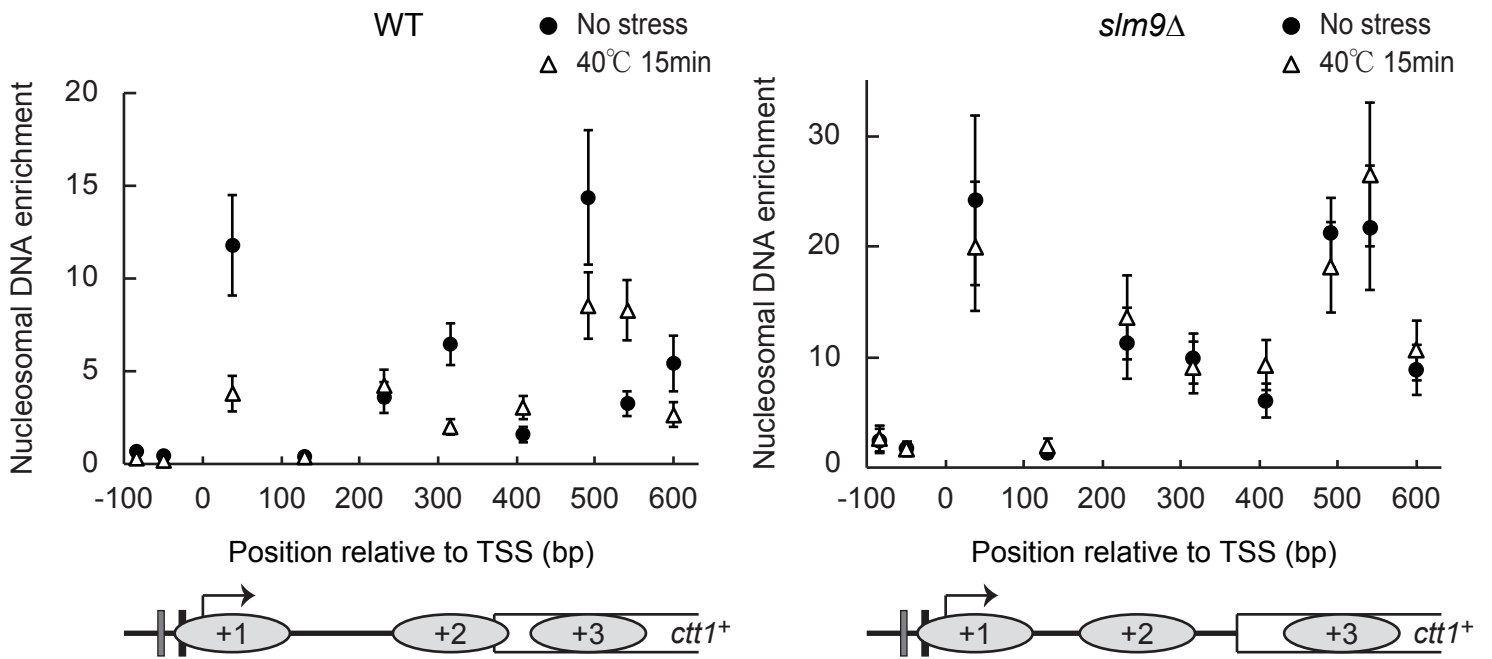 WT
● No stress
△ 40℃ 15min
Nucleosomal DNA enrichment
20
15
10
5
0
-100 0 100 200 300 400 500 600
Position relative to TSS (bp)
+1 +2 +3 ctt1⁺
slm9Δ
● No stress
△ 40℃ 15min
Nucleosomal DNA enrichment
30
20
10
0
-100 0 100 200 300 400 500 600
Position relative to TSS (bp)
+1 +2 +3 ctt1⁺